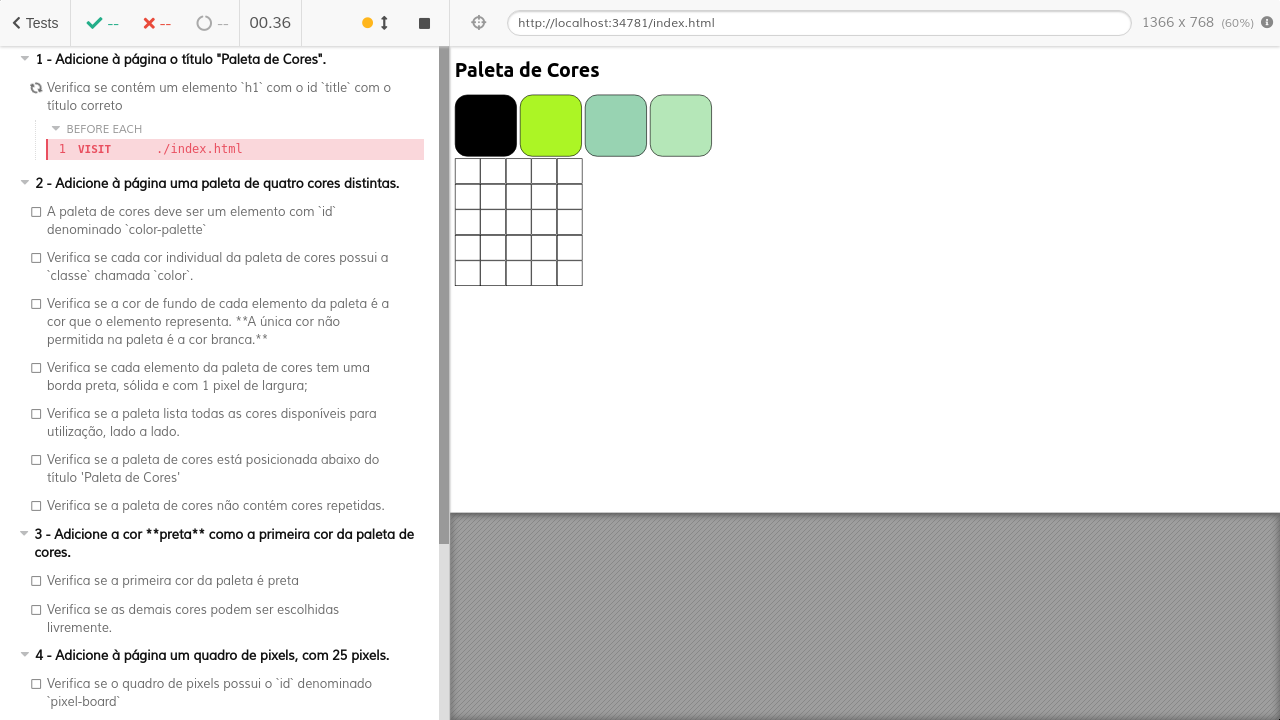 Tests
--
--
--
00.36
http://localhost:34781/index.html
1366 x 768 (60%)
1 - Adicione à página o título "Paleta de Cores".
Verifica se contém um elemento `h1` com o id `title` com o
título correto
BEFORE EACH
1 VISIT ./index.html
2 - Adicione à página uma paleta de quatro cores distintas.
A paleta de cores deve ser um elemento com `id`
denominado `color-palette`
Verifica se cada cor individual da paleta de cores possui a
`classe` chamada `color`.
Verifica se a cor de fundo de cada elemento da paleta é a
cor que o elemento representa. **A única cor não
permitida na paleta é a cor branca.**
Verifica se cada elemento da paleta de cores tem uma
borda preta, sólida e com 1 pixel de largura;
Verifica se a paleta lista todas as cores disponíveis para
utilização, lado a lado.
Verifica se a paleta de cores está posicionada abaixo do
título 'Paleta de Cores'
Verifica se a paleta de cores não contém cores repetidas.
3 - Adicione a cor **preta** como a primeira cor da paleta de
cores.
Verifica se a primeira cor da paleta é preta
Verifica se as demais cores podem ser escolhidas
livremente.
4 - Adicione à página um quadro de pixels, com 25 pixels.
Verifica se o quadro de pixels possui o `id` denominado
`pixel-board`
Paleta de Cores